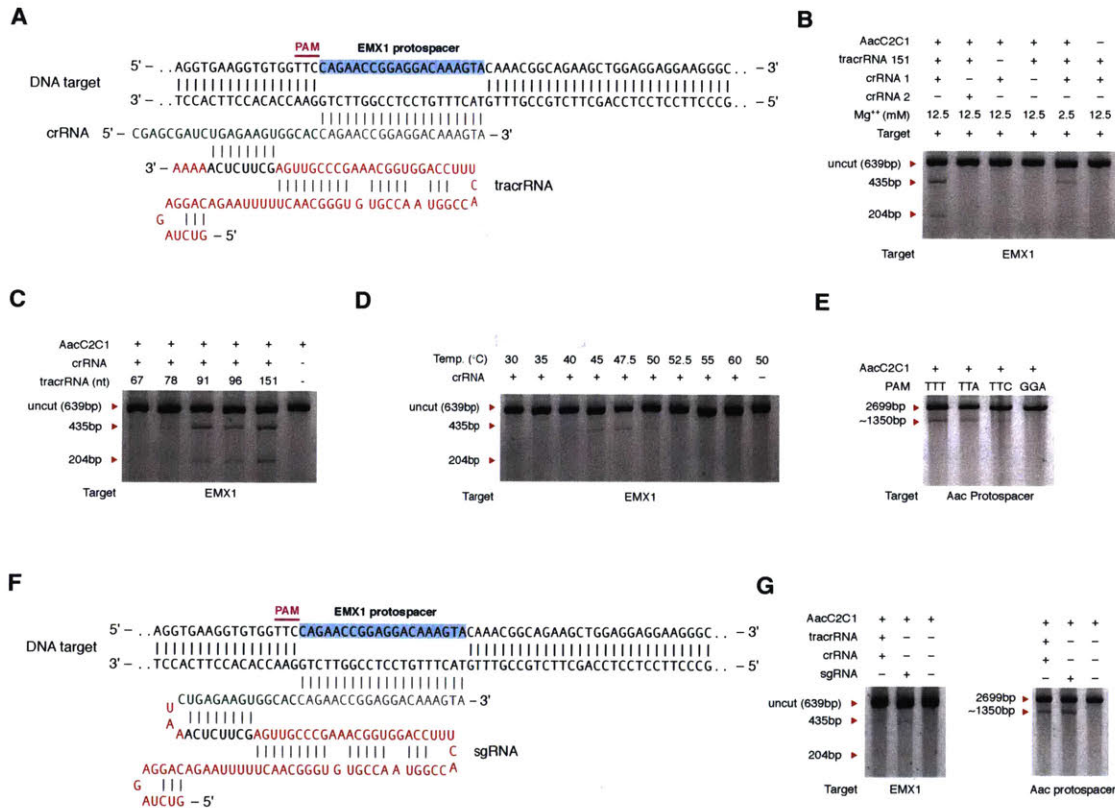 A
PAM
EMX1 protospacer
5' – .. AGGTGAAGGTGTGGTTCCAGAACCGGAGGACAAAGTACAAACGGCAGAAGCTGGAGGAGGAAGGGC.. – 3'
DNA target
3' – .. TCCACTTCCACACCAAGGTCTTGGCCTCCTGTTTCATGTTTGCCGTCTTCGACCTCCTCCTTCCCG.. – 5'
crRNA 5' – CGAGCGAUCUGAGAAGUGGCACCAGAACCGGAGGACAAAGUA – 3'
3' – AAAAACUCUUCGAGUUGCCCGAAACGGUGGACCUUU
C
tracrRNA
A
AGGACAGAAUUUUUCAACGGGU GUGCCA AUGGCC
G
AUCUG – 5'
B
AacC2C1 + + + + + –
tracrRNA 151 + + – + + +
crRNA 1 + – + – + +
crRNA 2 – + – – – –
Mg++ (mM) 12.5 12.5 12.5 12.5 2.5 12.5
Target + + + + + +
uncut (639bp)
435bp
204bp
Target EMX1
C
AacC2C1 + + + + + +
crRNA + + + + + -
tracrRNA (nt) 67 78 91 96 151 -
uncut (639bp)
435bp
204bp
Target EMX1
D
Temp. (°C) 30 35 40 45 47.5 50 52.5 55 60 50
crRNA + + + + + + + + + –
uncut (639bp)
435bp
204bp
Target EMX1
E
AacC2C1 + + + +
PAM TTT TTA TTC GGA
2699bp
~1350bp
Target Aac Protospacer
F
PAM
EMX1 protospacer
5' – .. AGGTGAAGGTGTGGTTCCAGAACCGGAGGACAAAGTACAAACGGCAGAAGCTGGAGGAGGAAGGGC.. – 3'
DNA target
3' – .. TCCACTTCCACACCAAGGTCTTGGCCTCCTGTTTCATGTTTGCCGTCTTCGACCTCCTCCTTCCCG.. – 5'
CUGAGAAGUGGCACCAGAACCGGAGGACAAAGUA – 3'
U
A
AACUCUUCGAGUUGCCCGAAACGGUGGACCUUU
C
sgRNA
A
AGGACAGAAUUUUUCAACGGGU GUGCCA AUGGCC
G
AUCUG – 5'
G
AacC2C1 + + +
tracrRNA + – –
crRNA + – –
sgRNA – + –
uncut (639bp)
435bp
204bp
Target EMX1
+ + +
+ – –
+ – –
– + –
2699bp
~1350bp
Aac protospacer